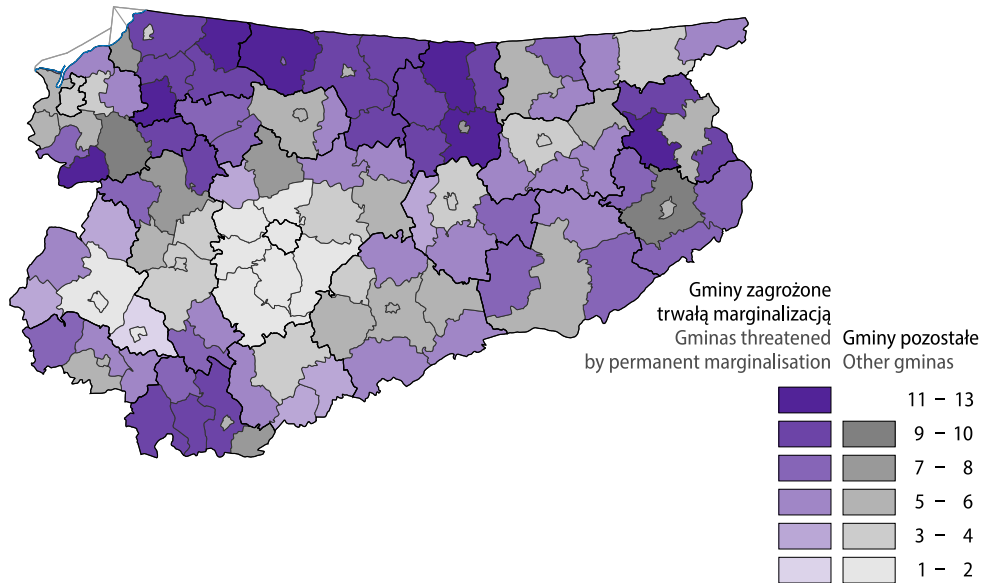 Gminy zagrożone
trwałą marginalizacją
Gminas threatened
by permanent marginalisation
Gminy pozostałe
Other gminas
11 – 13
9 – 10
7 – 8
5 – 6
3 – 4
1 – 2